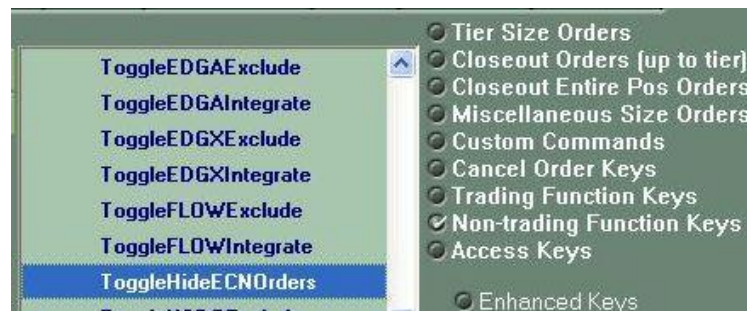 ToggleEDGAExclude
ToggleEDGAIntegrate
ToggleEDGXExclude
ToggleEDGXIntegrate
ToggleFLOWExclude
ToggleFLOWIntegrate
ToggleHideECNOrders
Tier Size Orders
Closeout Orders (up to tier)
Closeout Entire Pos Orders
Miscellaneous Size Orders
Custom Commands
Cancel Order Keys
Trading Function Keys
Non-trading Function Keys
Access Keys
Enhanced Keys